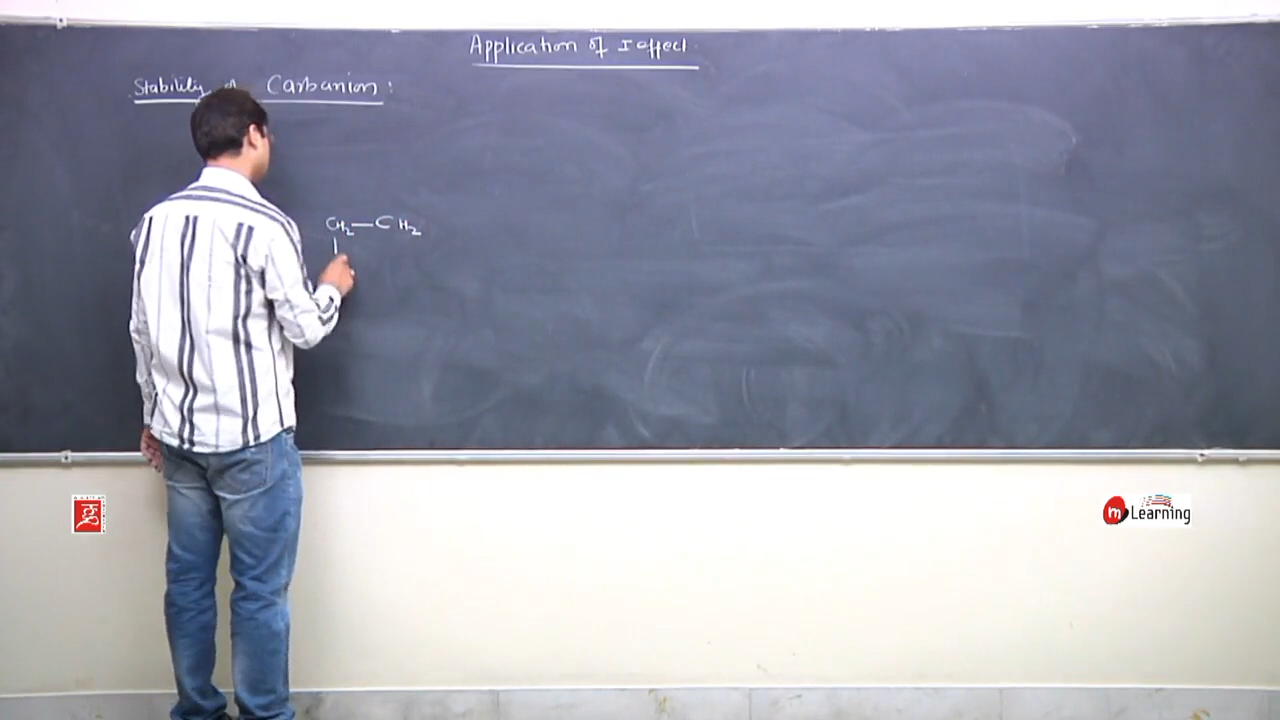 Application of I effect
Stability of Carbanion :
CH₂—CH₂
m Learning